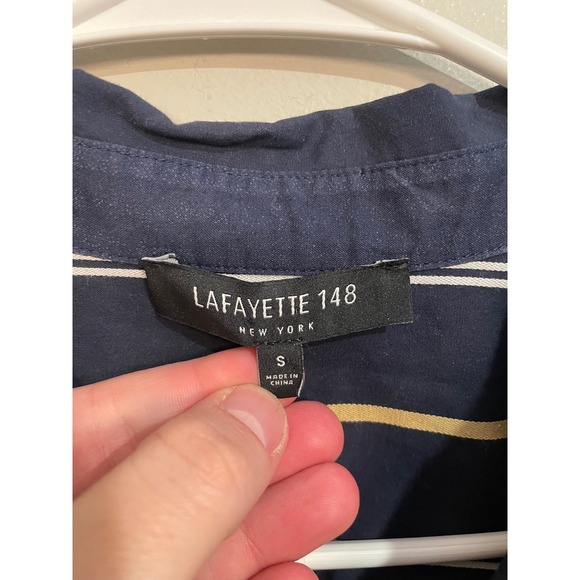 LAFAYETTE 148
NEW YORK
S
MADE IN
CHINA